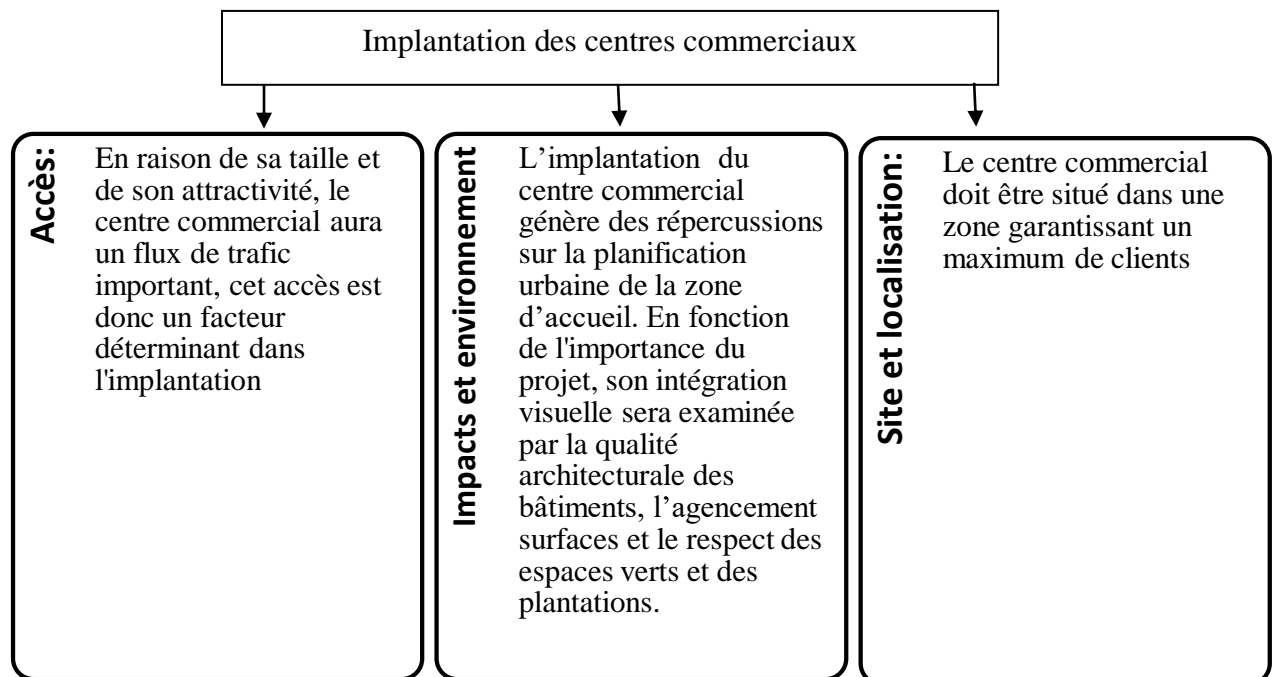 Implantation des centres commerciaux
Accès:
En raison de sa taille et
de son attractivité, le
centre commercial aura
un flux de trafic
important, cet accès est
donc un facteur
déterminant dans
l'implantation
Impacts et environnement
L’implantation du
centre commercial
génère des répercussions
sur la planification
urbaine de la zone
d’accueil. En fonction
de l'importance du
projet, son intégration
visuelle sera examinée
par la qualité
architecturale des
bâtiments, l’agencement
surfaces et le respect des
espaces verts et des
plantations.
Site et localisation:
Le centre commercial
doit être situé dans une
zone garantissant un
maximum de clients